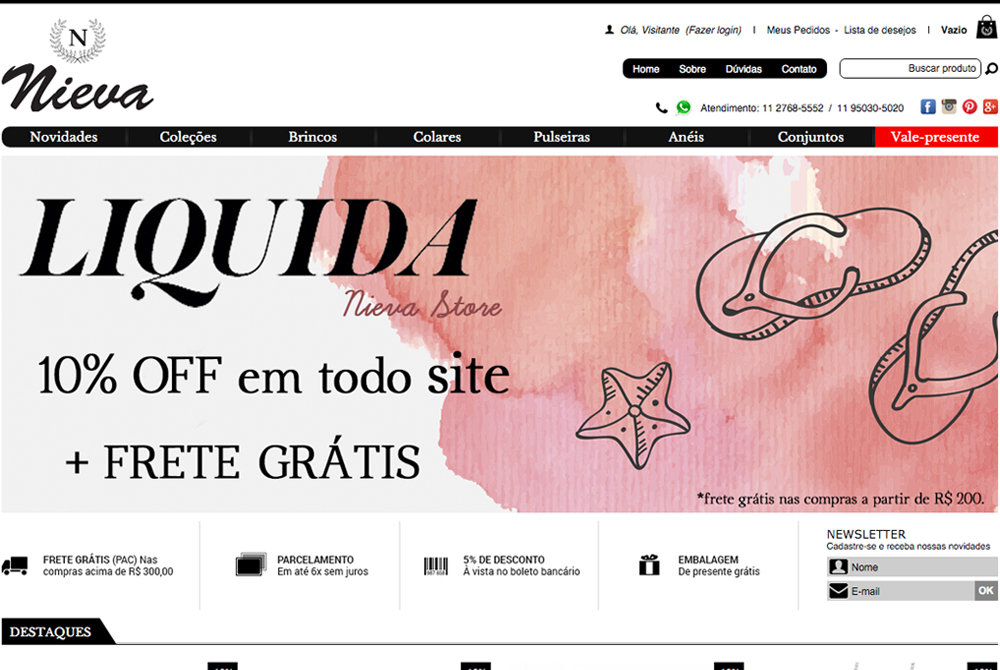 N
Nieva
Olá, Visitante (Fazer login) | Meus Pedidos - Lista de desejos | Vazio
Home Sobre Dúvidas Contato Buscar produto
Atendimento: 11 2768-5552 / 11 95030-5020
Novidades Coleções Brincos Colares Pulseiras Anéis Conjuntos Vale-presente
LIQUIDA
Nieva Store
10% OFF em todo site
+ FRETE GRÁTIS
*frete grátis nas compras a partir de R$ 200.
FRETE GRÁTIS (PAC) Nas
compras acima de R$ 300,00
PARCELAMENTO
Em até 6x sem juros
5% DE DESCONTO
À vista no boleto bancário
EMBALAGEM
De presente grátis
NEWSLETTER
Cadastre-se e receba nossas novidades
Nome
E-mail OK
DESTAQUES